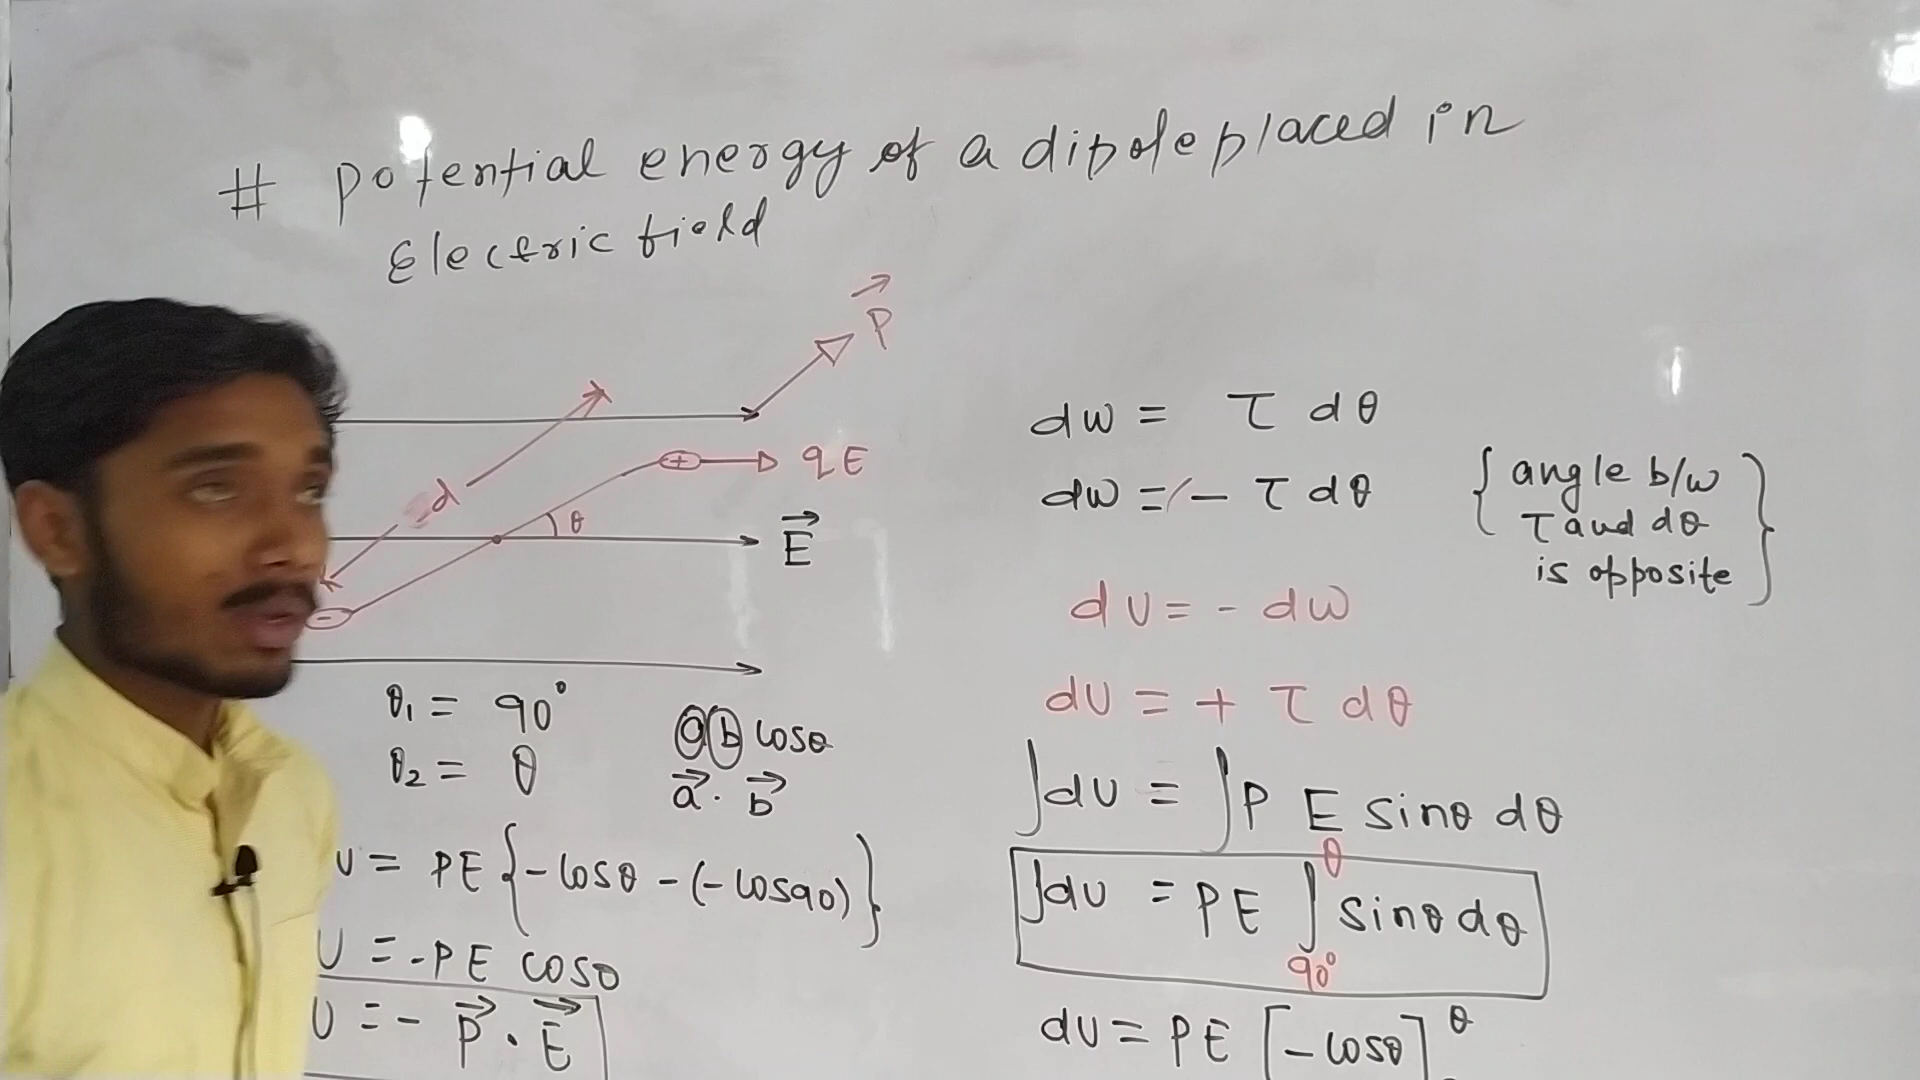 # Potential energy of a dipole placed in
Electric field
→
P
d
+
qE
θ
→
E
-
θ₁ = 90°
θ₂ = θ
ab cosθ
→ →
a . b
U = PE {-cosθ - (-cos90)}
U = -PE cosθ
→ →
U = - P . E
dw = τ dθ
dw = - τ dθ
{ angle b/w
τ and dθ
is opposite }
dU = - dw
dU = + τ dθ
∫dU = ∫P E sinθ dθ
θ
∫dU = PE ∫ sinθ dθ
90°
dU = PE [-cosθ] θ